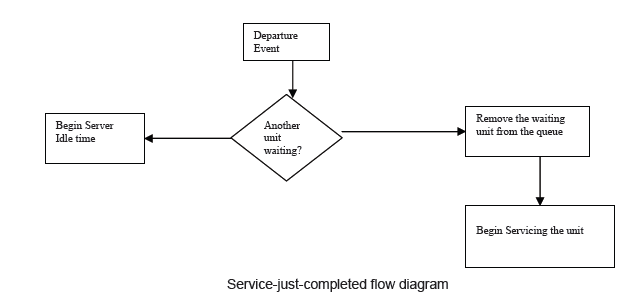 Departure
Event
Another
unit
waiting?
Begin Server
Idle time
Remove the waiting
unit from the queue
Begin Servicing the unit
Service-just-completed flow diagram